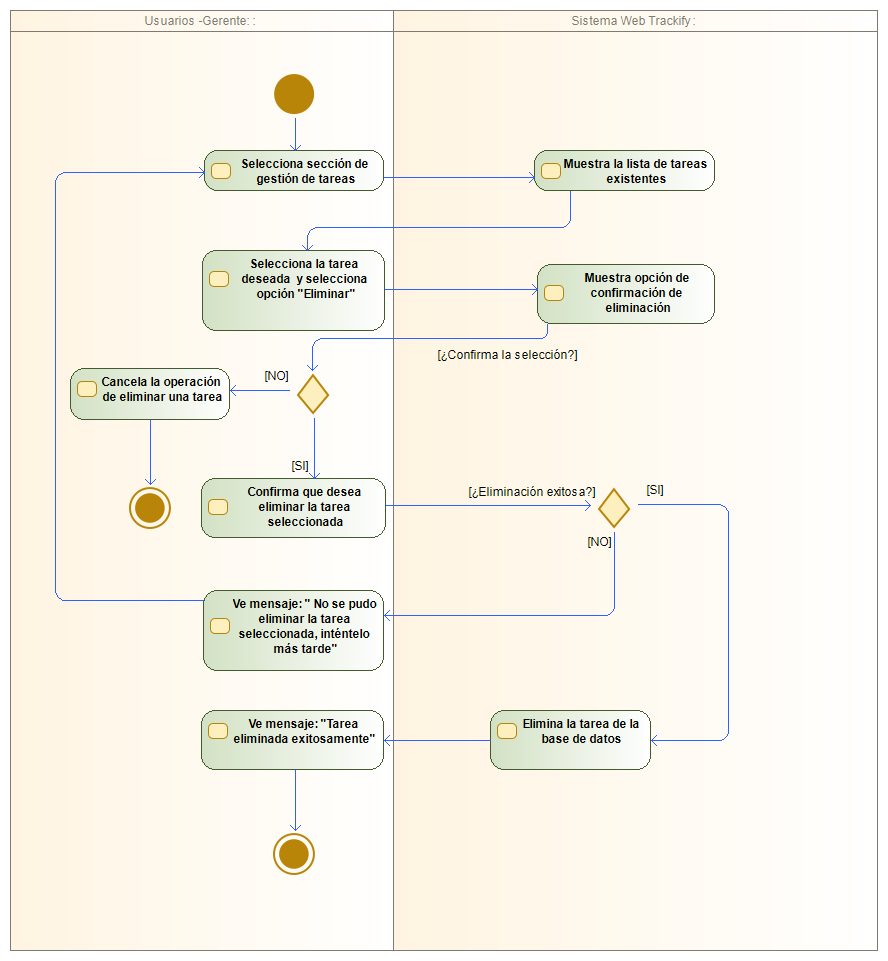 Usuarios -Gerente: :
Sistema Web Trackify :
Selecciona sección de
gestión de tareas
Muestra la lista de tareas
existentes
Selecciona la tarea
deseada y selecciona
opción "Eliminar"
Muestra opción de
confirmación de
eliminación
[¿Confirma la selección?]
[NO]
Cancela la operación
de eliminar una tarea
[SI]
Confirma que desea
eliminar la tarea
seleccionada
[¿Eliminación exitosa?]
[SI]
[NO]
Ve mensaje: " No se pudo
eliminar la tarea
seleccionada, inténtelo
más tarde"
Ve mensaje: "Tarea
eliminada exitosamente"
Elimina la tarea de la
base de datos